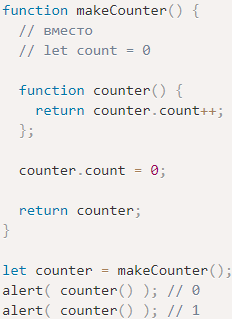 function makeCounter() {
  // вместо
  // let count = 0

  function counter() {
    return counter.count++;
  };

  counter.count = 0;

  return counter;
}

let counter = makeCounter();
alert( counter() ); // 0
alert( counter() ); // 1